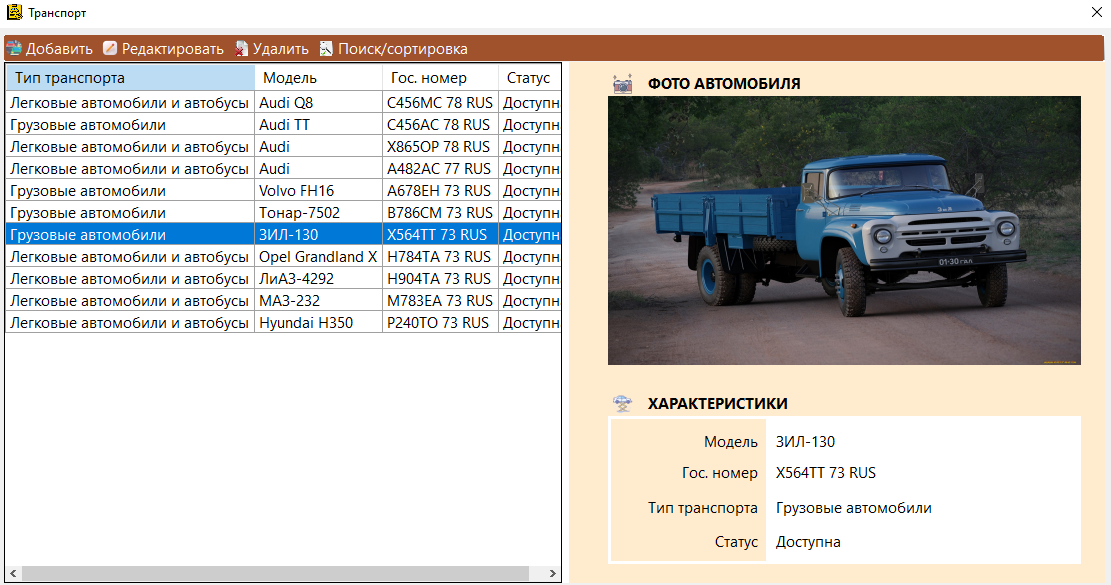 Транспорт
Добавить Редактировать Удалить Поиск/сортировка
Тип транспорта Модель Гос. номер Статус
Легковые автомобили и автобусы Audi Q8 С456МС 78 RUS Доступн
Грузовые автомобили Audi TT С456АС 78 RUS Доступн
Легковые автомобили и автобусы Audi Х865ОР 78 RUS Доступн
Легковые автомобили и автобусы Audi А482АС 77 RUS Доступн
Грузовые автомобили Volvo FH16 А678ЕН 73 RUS Доступн
Грузовые автомобили Тонар-7502 В786СМ 73 RUS Доступн
Грузовые автомобили ЗИЛ-130 Х564ТТ 73 RUS Доступн
Легковые автомобили и автобусы Opel Grandland X Н784ТА 73 RUS Доступн
Легковые автомобили и автобусы ЛиАЗ-4292 Н904ТА 73 RUS Доступн
Легковые автомобили и автобусы МАЗ-232 М783ЕА 73 RUS Доступн
Легковые автомобили и автобусы Hyundai H350 Р240ТО 73 RUS Доступн
ФОТО АВТОМОБИЛЯ
ЗИЛ
01-30 ГАЛ
ХАРАКТЕРИСТИКИ
Модель ЗИЛ-130
Гос. номер Х564ТТ 73 RUS
Тип транспорта Грузовые автомобили
Статус Доступна